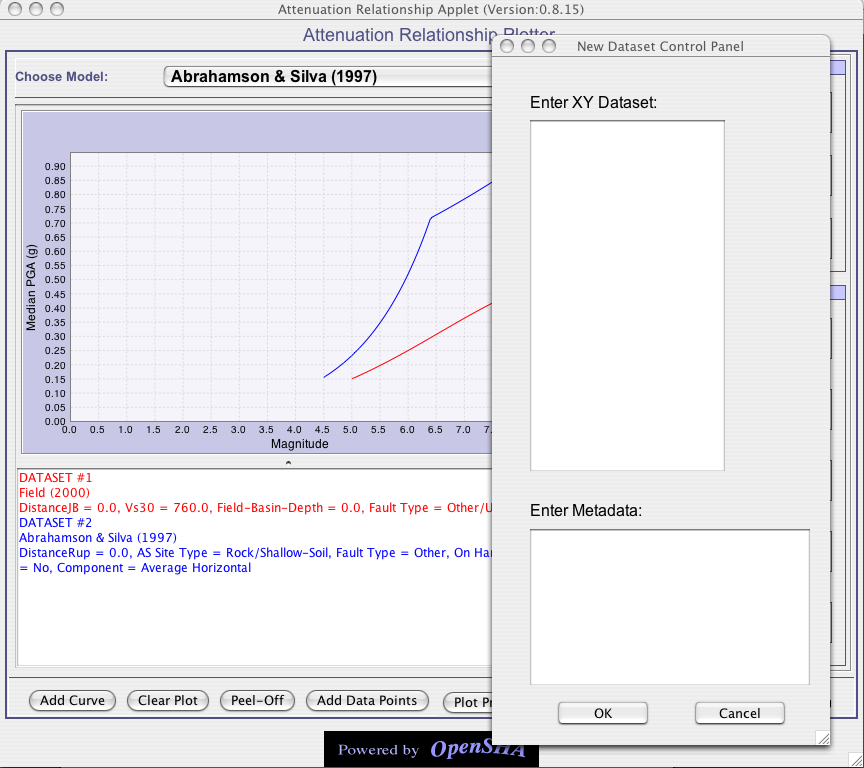 Attenuation Relationship Applet (Version:0.8.15)
Attenuation Relationship Plotter
New Dataset Control Panel
Choose Model:
Abrahamson & Silva (1997)
Enter XY Dataset:
0.90
0.85
0.80
0.75
0.70
0.65
0.60
0.55
0.50
0.45
0.40
0.35
0.30
0.25
0.20
0.15
0.10
0.05
0.00
Median PGA (g)
0.0 0.5 1.0 1.5 2.0 2.5 3.0 3.5 4.0 4.5 5.0 5.5 6.0 6.5 7.0 7.
Magnitude
DATASET #1
Field (2000)
DistanceJB = 0.0, Vs30 = 760.0, Field-Basin-Depth = 0.0, Fault Type = Other/U
DATASET #2
Abrahamson & Silva (1997)
DistanceRup = 0.0, AS Site Type = Rock/Shallow-Soil, Fault Type = Other, On Ha
= No, Component = Average Horizontal
Enter Metadata:
Add Curve Clear Plot Peel-Off Add Data Points Plot Pr
OK Cancel
Powered by OpenSHA